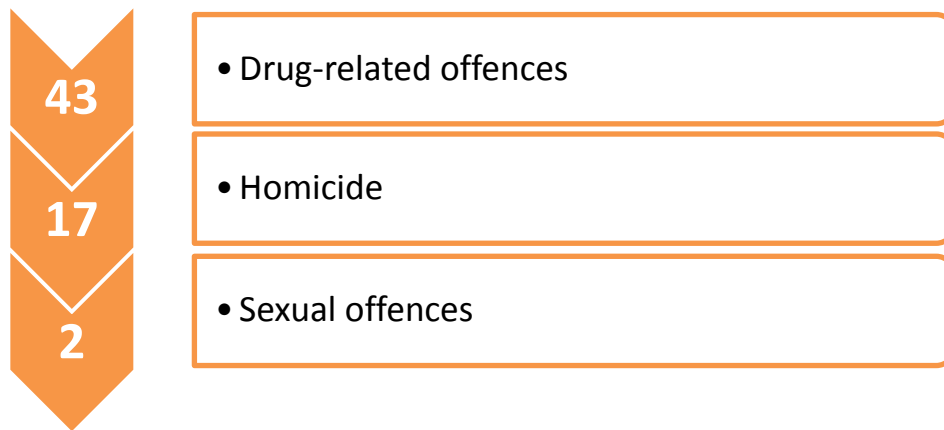 43
• Drug-related offences
17
• Homicide
2
• Sexual offences